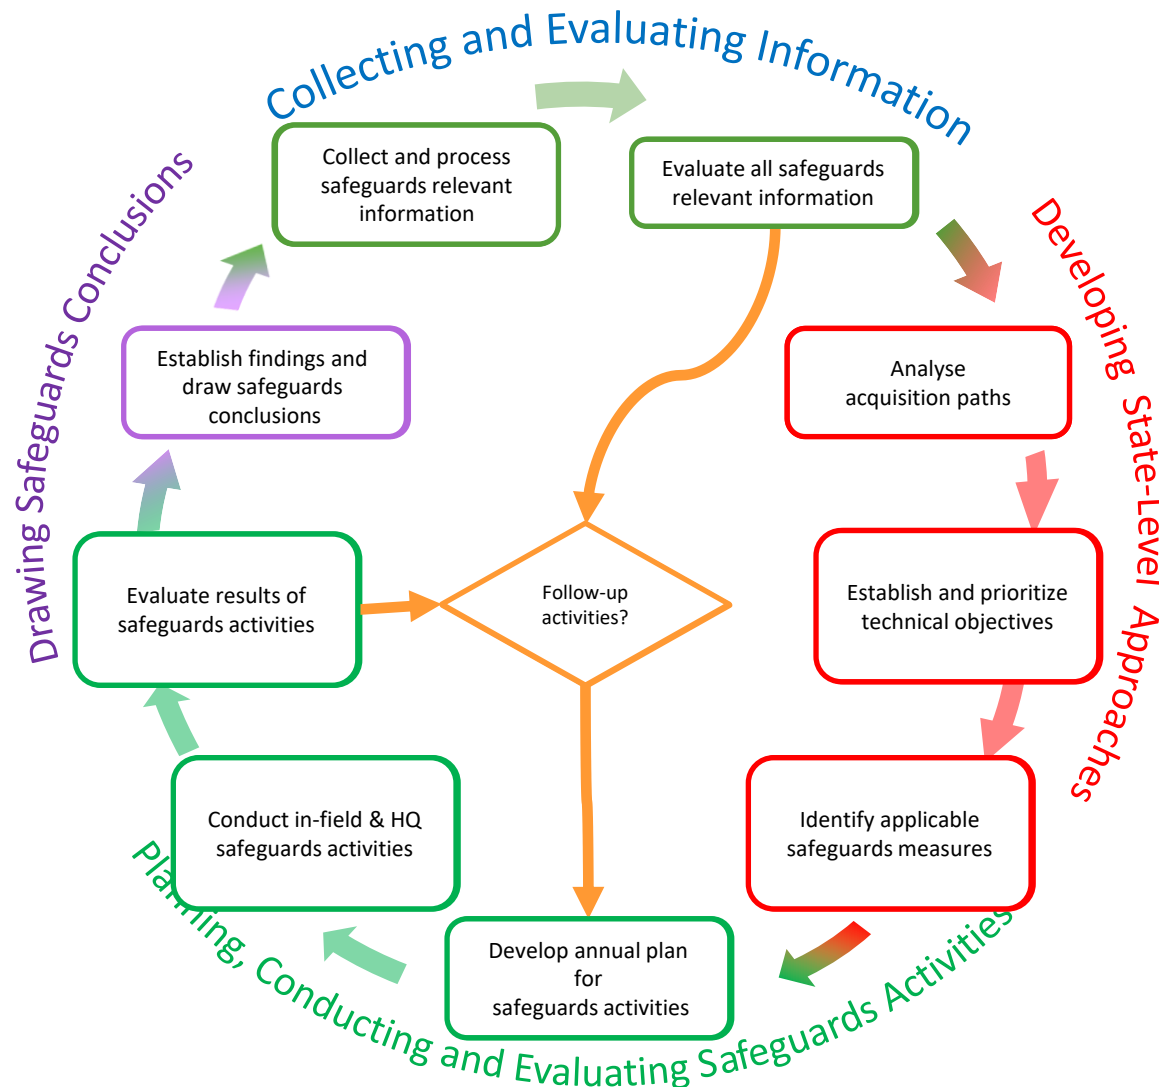 Collecting and Evaluating Information
Collect and process
safeguards relevant
information
Evaluate all safeguards
relevant information
Developing State-Level Approaches
Analyse
acquisition paths
Establish and prioritize
technical objectives
Identify applicable
safeguards measures
Planning, Conducting and Evaluating Safeguards Activities
Develop annual plan
for
safeguards activities
Conduct in-field & HQ
safeguards activities
Evaluate results of
safeguards activities
Drawing Safeguards Conclusions
Establish findings and
draw safeguards
conclusions
Follow-up
activities?